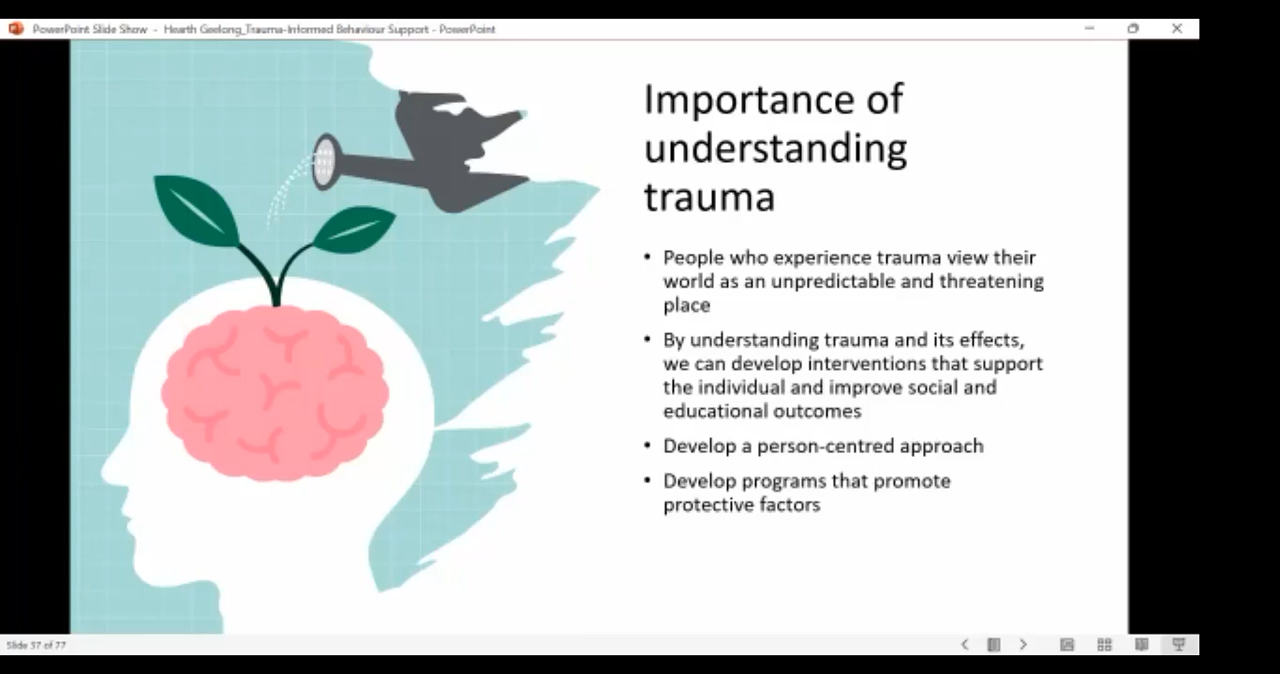 PowerPoint Slide Show - Hearth Geelong_Trauma-Informed Behaviour Support - PowerPoint
Importance of
understanding
trauma
• People who experience trauma view their
world as an unpredictable and threatening
place
• By understanding trauma and its effects,
we can develop interventions that support
the individual and improve social and
educational outcomes
• Develop a person-centred approach
• Develop programs that promote
protective factors
Slide 37 of 77